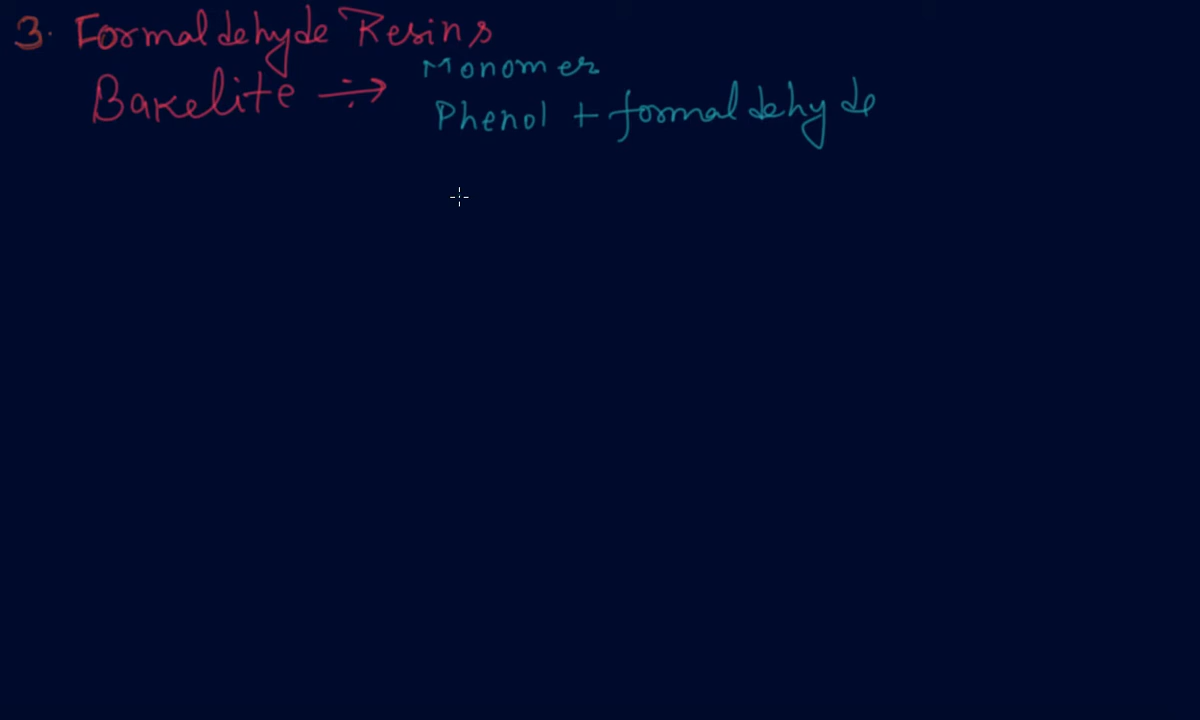 3. Formaldehyde Resins
Monomer
Bakelite ÷→ Phenol + formaldehyde